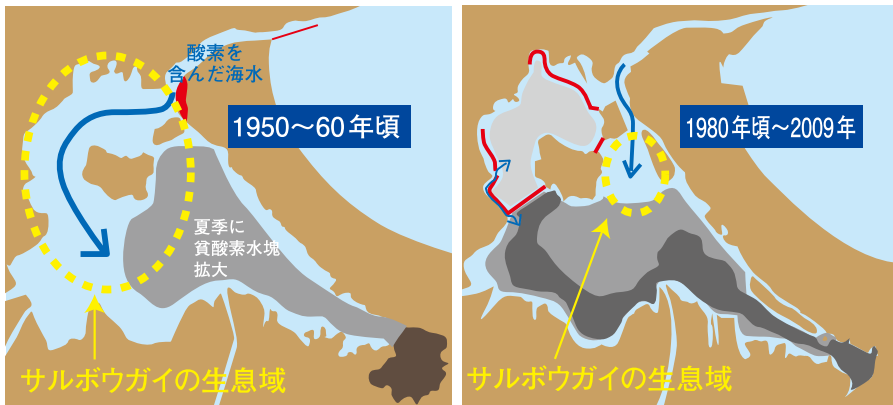 酸素を
含んだ海水
1950～60年頃
夏季に
貧酸素水塊
拡大
サルボウガイの生息域
1980年頃～2009年
サルボウガイの生息域